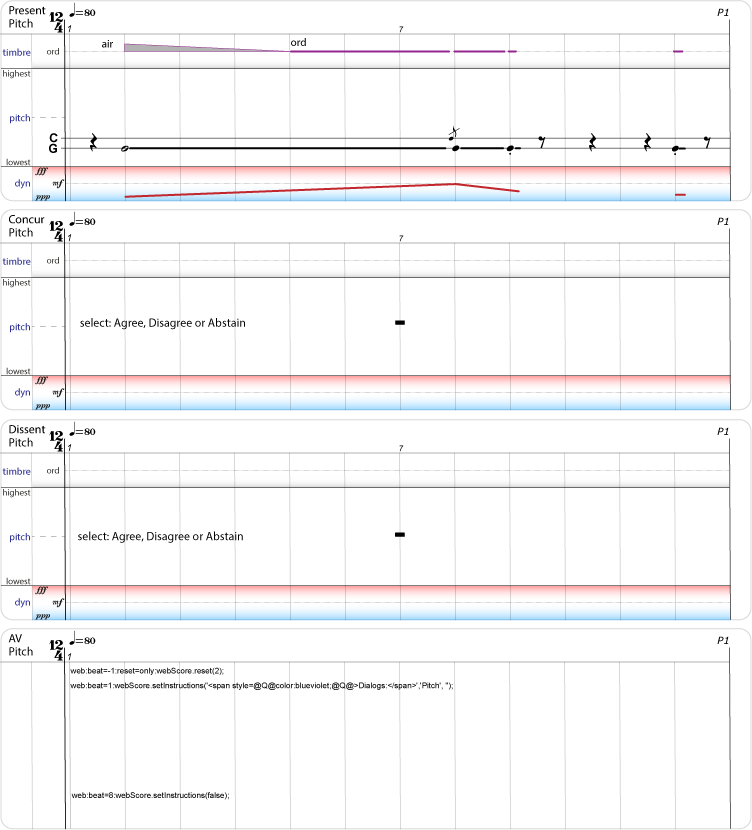 Present
Pitch
12
4
♩=80
P1
1
7
timbre
ord
air
ord
highest
pitch
C
G
lowest
fff
dyn
mf
ppp
Concur
Pitch
12
4
♩=80
P1
1
7
timbre
ord
highest
select: Agree, Disagree or Abstain
pitch
lowest
fff
dyn
mf
ppp
Dissent
Pitch
12
4
♩=80
P1
1
7
timbre
ord
highest
select: Agree, Disagree or Abstain
pitch
lowest
fff
dyn
mf
ppp
AV
Pitch
12
4
♩=80
P1
1
web:beat=-1:reset=only:webScore.reset(2);
web:beat=1:webScore.setInstructions('<span style=@Q@color:blueviolet;@Q@>Dialogs:</span>','Pitch', '');
web:beat=8:webScore.setInstructions(false);